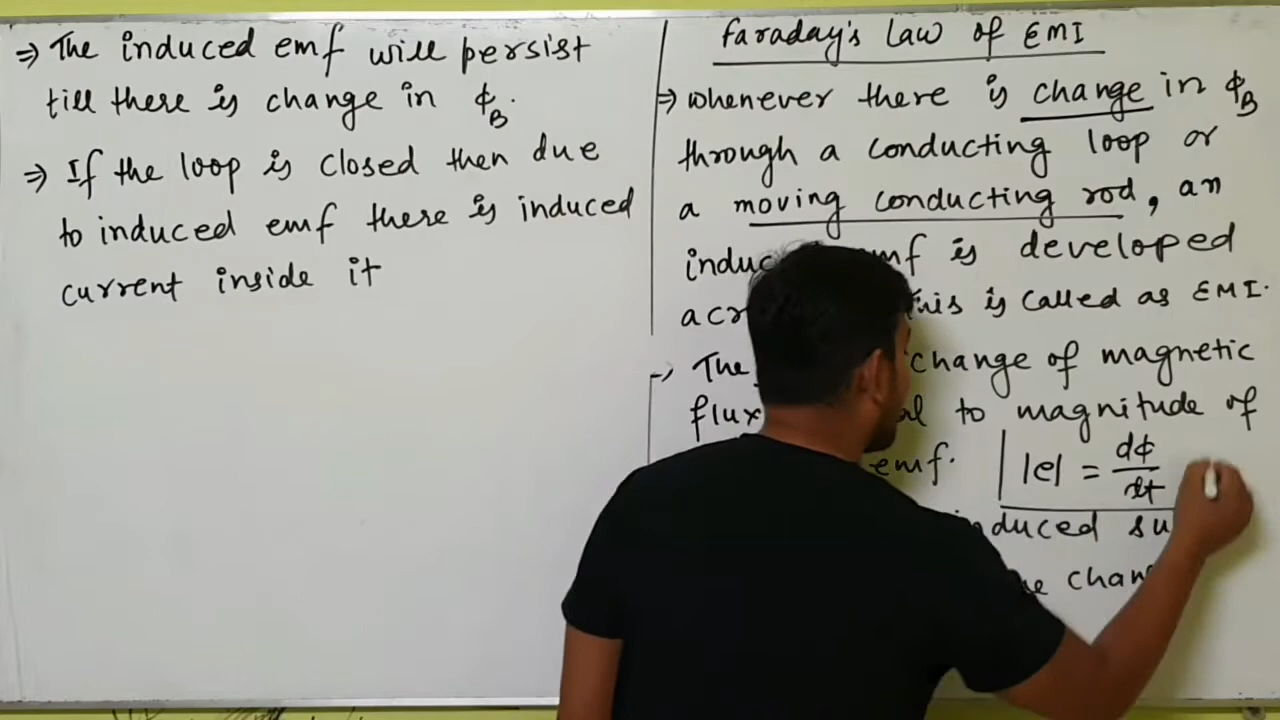 ⇒ The induced emf will persist
till there is change in ϕB.
⇒ If the loop is closed then due
to induced emf there is induced
current inside it
Faraday's Law of EMI
⇒ Whenever there is change in ϕB
through a conducting loop or
a moving conducting rod, an
emf is developed
This is called as EMI.
→ The change of magnetic
flux to magnitude of
emf. |e| = dϕ/dt
induced